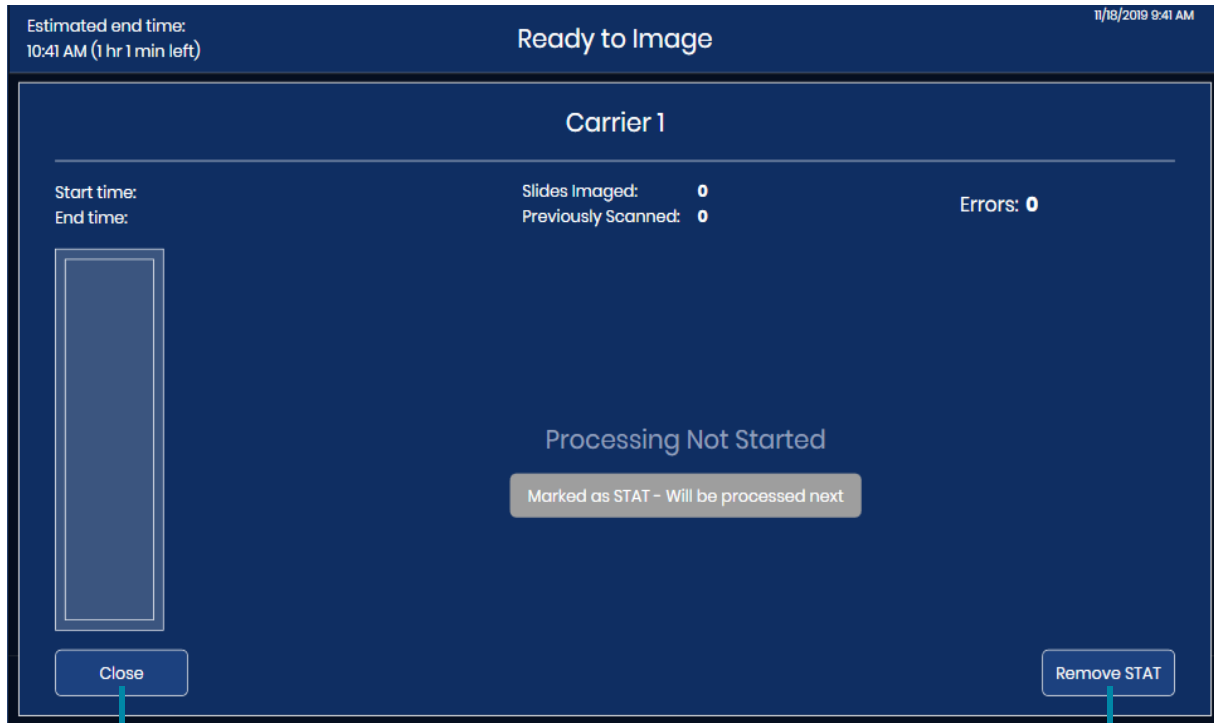 Estimated end time:
10:41 AM (1 hr 1 min left)
Ready to Image
11/18/2019 9:41 AM
Carrier 1
Start time:
End time:
Slides Imaged: 0
Previously Scanned: 0
Errors: 0
Processing Not Started
Marked as STAT - Will be processed next
Close
Remove STAT